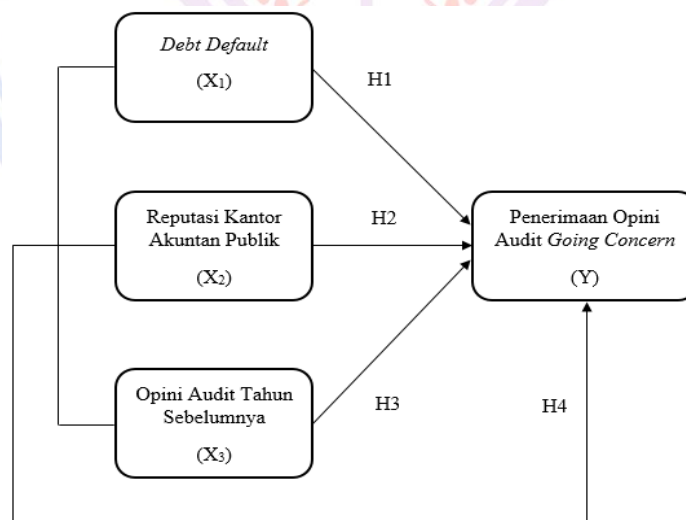 Debt Default
(X₁)
H1
Reputasi Kantor
Akuntan Publik
(X₂)
H2
Penerimaan Opini
Audit Going Concern
(Y)
Opini Audit Tahun
Sebelumnya
(X₃)
H3
H4